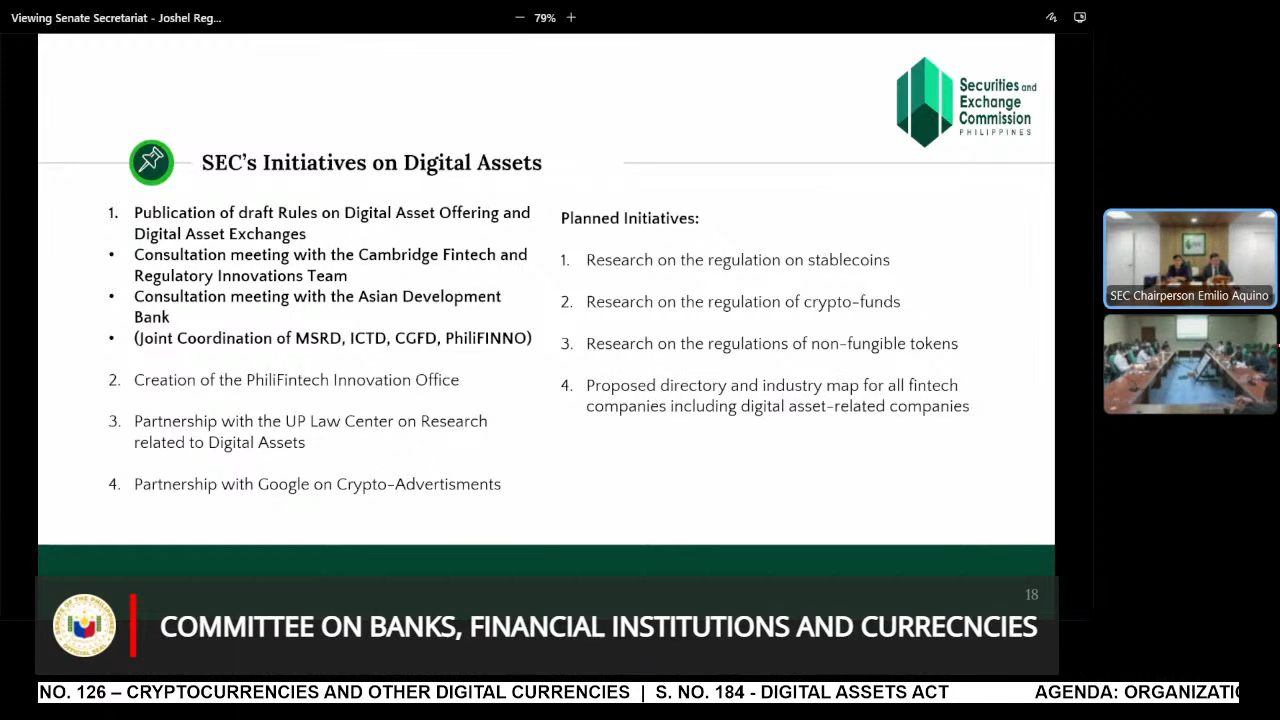 Viewing Senate Secretariat - Joshel Reg...
79%
Securities and
Exchange
Commission
PHILIPPINES
SEC's Initiatives on Digital Assets
1. Publication of draft Rules on Digital Asset Offering and
Digital Asset Exchanges
• Consultation meeting with the Cambridge Fintech and
Regulatory Innovations Team
• Consultation meeting with the Asian Development
Bank
• (Joint Coordination of MSRD, ICTD, CGFD, PhiliFINNO)
2. Creation of the PhiliFintech Innovation Office
3. Partnership with the UP Law Center on Research
related to Digital Assets
4. Partnership with Google on Crypto-Advertisments
Planned Initiatives:
1. Research on the regulation on stablecoins
2. Research on the regulation of crypto-funds
3. Research on the regulations of non-fungible tokens
4. Proposed directory and industry map for all fintech
companies including digital asset-related companies
SEC Chairperson Emilio Aquino
18
COMMITTEE ON BANKS, FINANCIAL INSTITUTIONS AND CURRECNCIES
NO. 126 – CRYPTOCURRENCIES AND OTHER DIGITAL CURRENCIES | S. NO. 184 - DIGITAL ASSETS ACT AGENDA: ORGANIZATIO